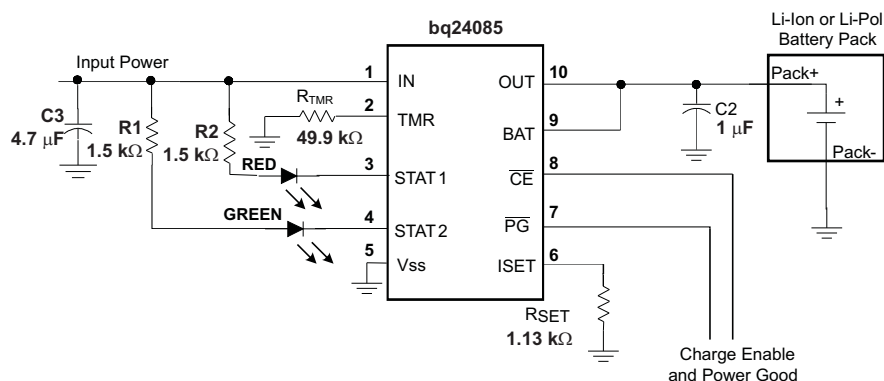 bq24085
Li-Ion or Li-Pol
Battery Pack
Input Power
1
IN
OUT
10
Pack+
C3
4.7 μF
R1
1.5 kΩ
R2
1.5 kΩ
RTMR
49.9 kΩ
2
TMR
BAT
9
C2
1 μF
+
Pack-
RED
3
STAT1
CE
8
GREEN
4
STAT2
PG
7
5
Vss
ISET
6
RSET
1.13 kΩ
Charge Enable
and Power Good